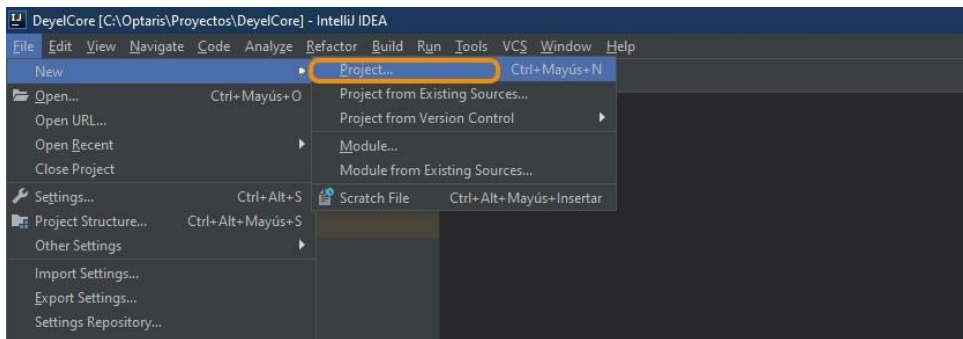 DeyelCore [C:\Optaris\Proyectos\DeyelCore] - IntelliJ IDEA
File Edit View Navigate Code Analyze Refactor Build Run Tools VCS Window Help
New
Open... Ctrl+Mayús+O
Open URL...
Open Recent
Close Project
Settings... Ctrl+Alt+S
Project Structure... Ctrl+Alt+Mayús+S
Other Settings
Import Settings...
Export Settings...
Settings Repository...
Project... Ctrl+Mayús+N
Project from Existing Sources...
Project from Version Control
Module...
Module from Existing Sources...
Scratch File Ctrl+Alt+Mayús+Insertar